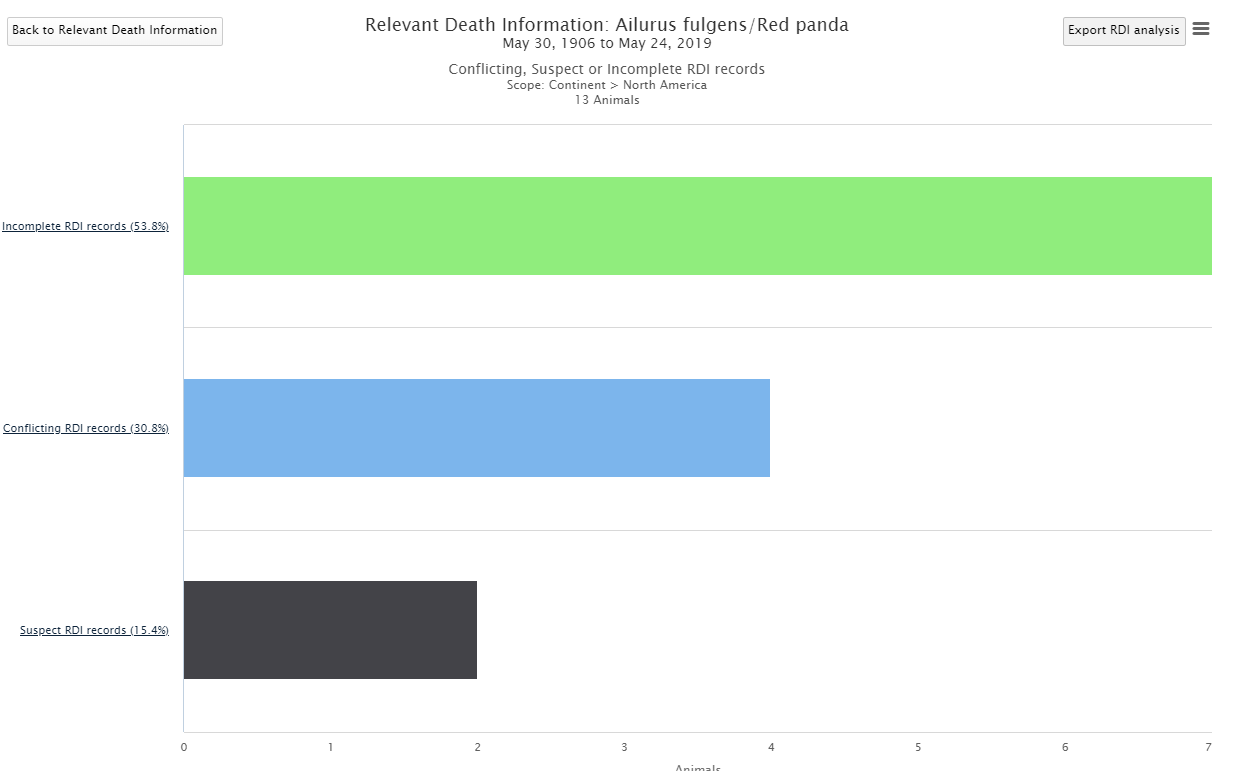 Back to Relevant Death Information
Relevant Death Information: Ailurus fulgens/Red panda
Export RDI analysis
May 30, 1906 to May 24, 2019
Conflicting, Suspect or Incomplete RDI records
Scope: Continent > North America
13 Animals
Incomplete RDI records (53.8%)
Conflicting RDI records (30.8%)
Suspect RDI records (15.4%)
0 1 2 3 4 5 6 7
Animals